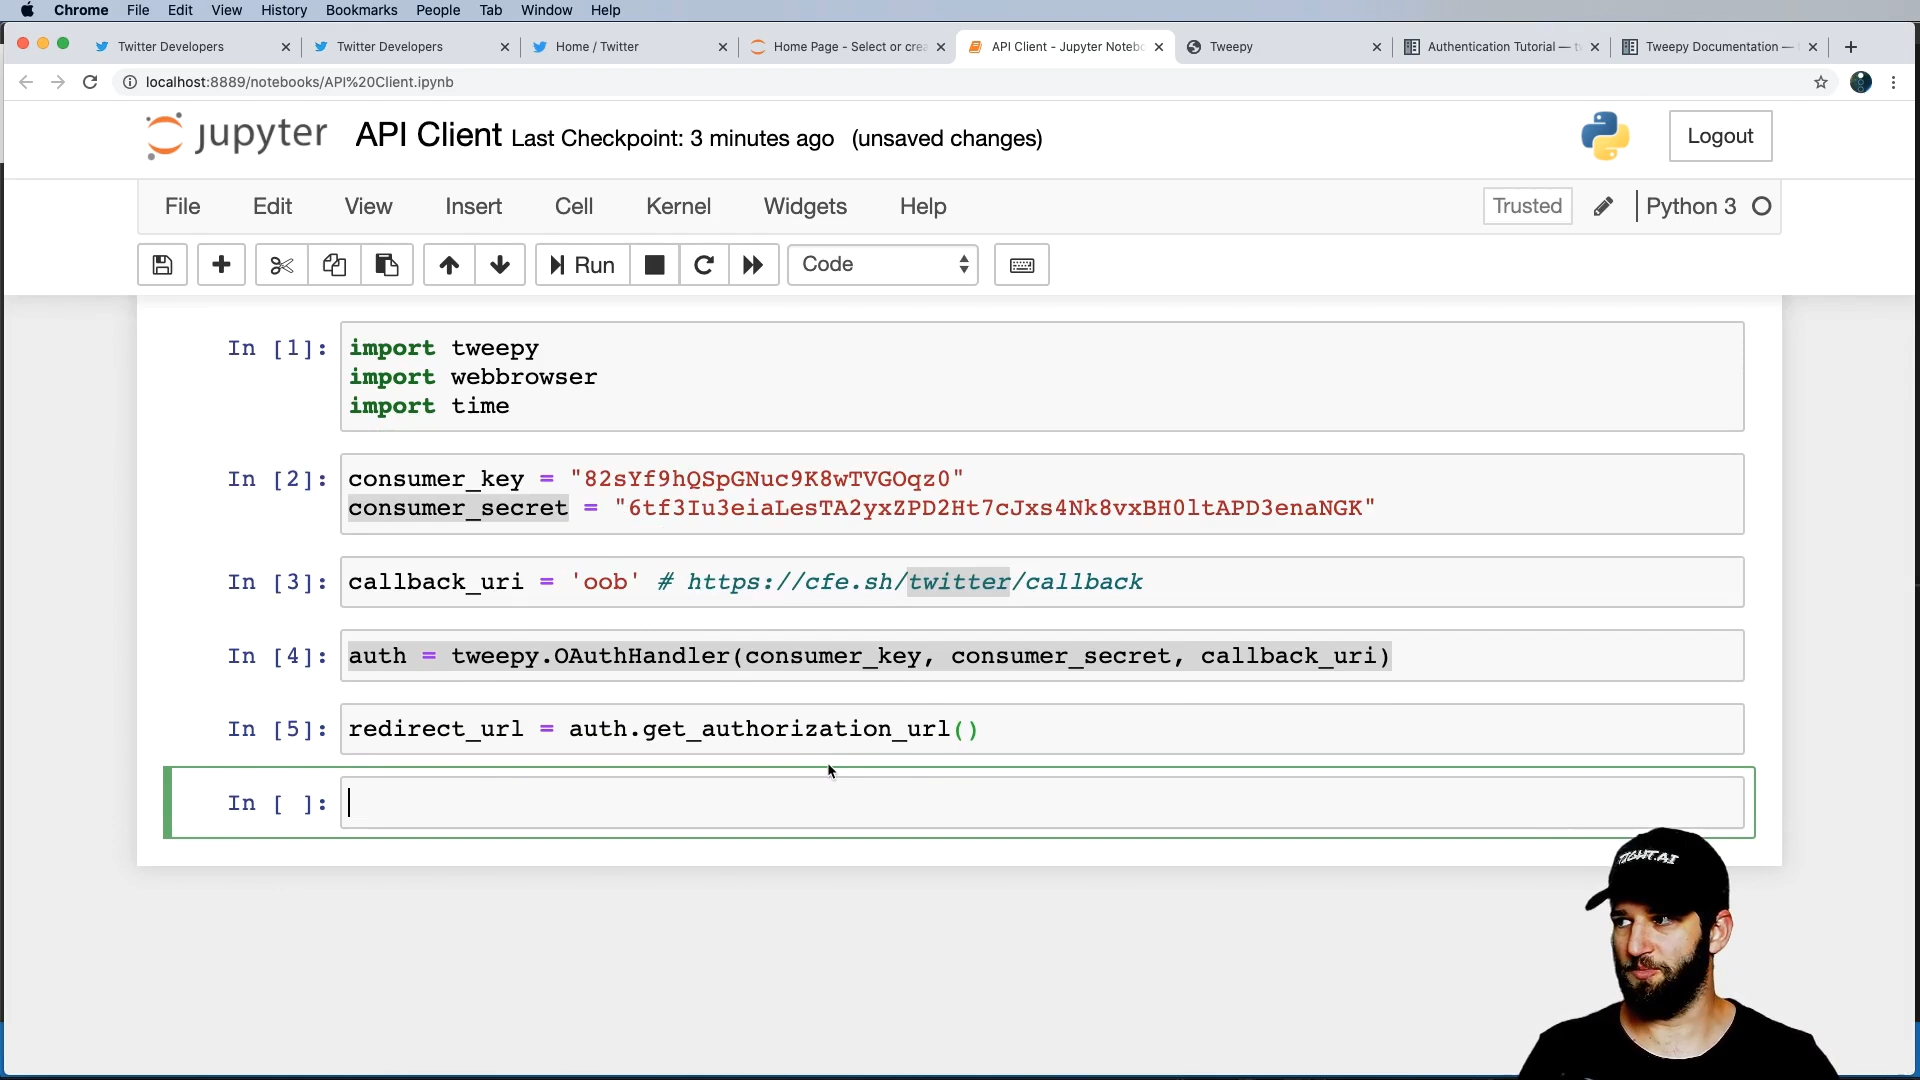 Chrome File Edit View History Bookmarks People Tab Window Help
Twitter Developers Twitter Developers Home / Twitter Home Page - Select or crea API Client - Jupyter Notebo Tweepy Authentication Tutorial — tw Tweepy Documentation —
localhost:8889/notebooks/API%20Client.ipynb
jupyter API Client Last Checkpoint: 3 minutes ago (unsaved changes) Logout
File Edit View Insert Cell Kernel Widgets Help Trusted Python 3
Run Code
In [1]: import tweepy
import webbrowser
import time
In [2]: consumer_key = "82sYf9hQSpGNuc9K8wTVGOqz0"
consumer_secret = "6tf3Iu3eiaLesTA2yxZPD2Ht7cJxs4Nk8vxBH0ltAPD3enaNGK"
In [3]: callback_uri = 'oob' # https://cfe.sh/twitter/callback
In [4]: auth = tweepy.OAuthHandler(consumer_key, consumer_secret, callback_uri)
In [5]: redirect_url = auth.get_authorization_url()
In [ ]:
TIGHT.AI